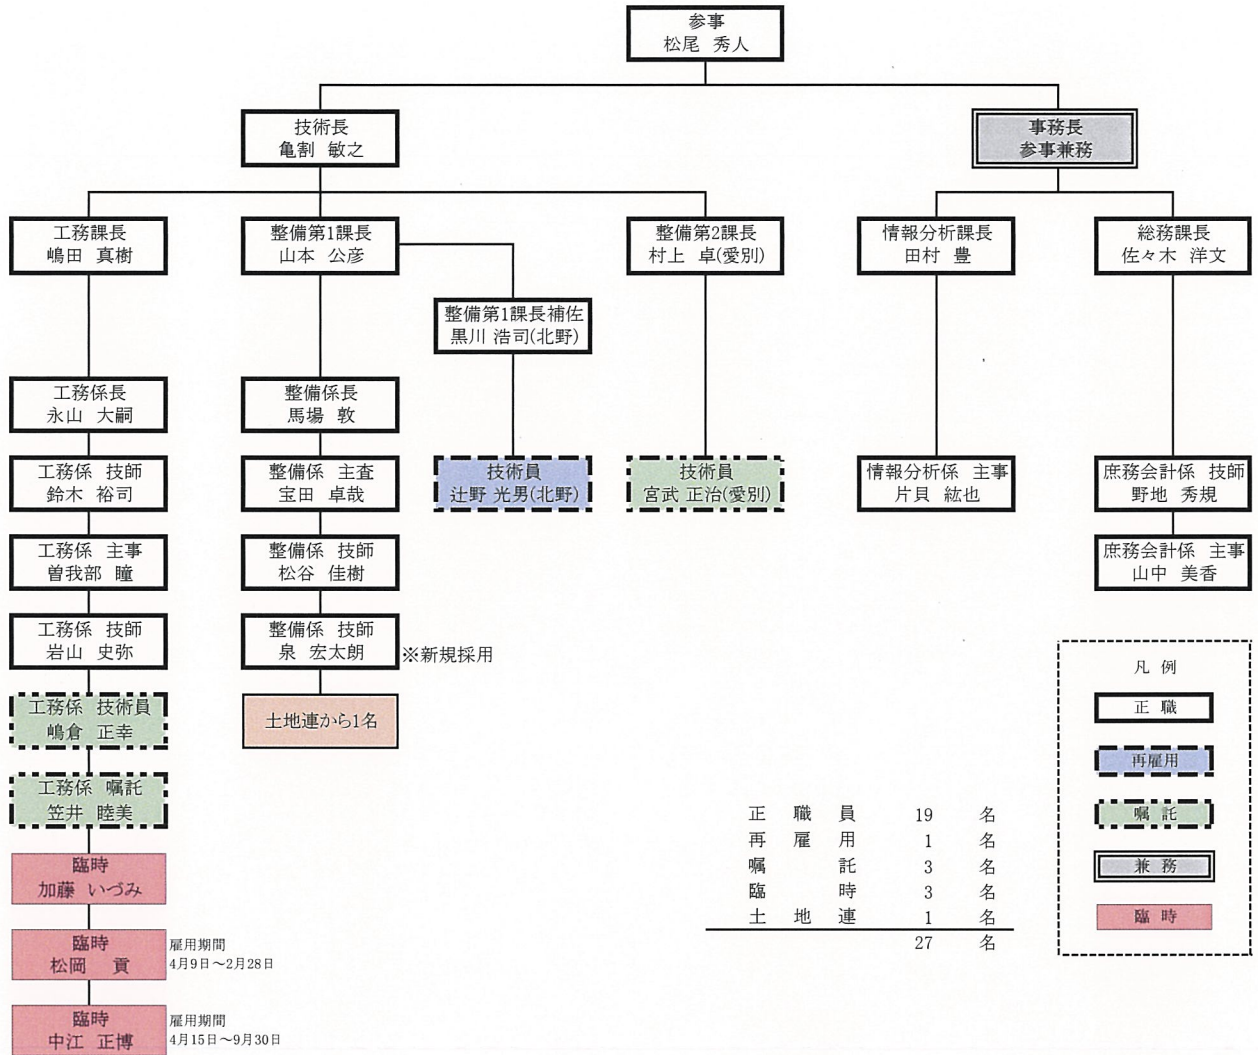 参事
松尾 秀人
技術長
亀割 敏之
事務長
参事兼務
工務課長
嶋田 真樹
整備第1課長
山本 公彦
整備第2課長
村上 卓(愛別)
情報分析課長
田村 豊
総務課長
佐々木 洋文
整備第1課長補佐
黒川 浩司(北野)
工務係長
永山 大嗣
整備係長
馬場 敦
工務係 技師
鈴木 裕司
整備係 主査
宝田 卓哉
技術員
辻野 光男(北野)
技術員
宮武 正治(愛別)
情報分析係 主事
片貝 紘也
庶務会計係 技師
野地 秀規
工務係 主事
曽我部 瞳
整備係 技師
松谷 佳樹
庶務会計係 主事
山中 美香
工務係 技師
岩山 史弥
整備係 技師
泉 宏太朗
※新規採用
工務係 技術員
嶋倉 正幸
土地連から1名
工務係 嘱託
笠井 睦美
臨時
加藤 いづみ
臨時
松岡 貢
雇用期間
4月9日～2月28日
臨時
中江 正博
雇用期間
4月15日～9月30日
正職員 19 名
再雇用 1 名
嘱託 3 名
臨時 3 名
土地連 1 名
27 名
凡例
正職
再雇用
嘱託
兼務
臨時